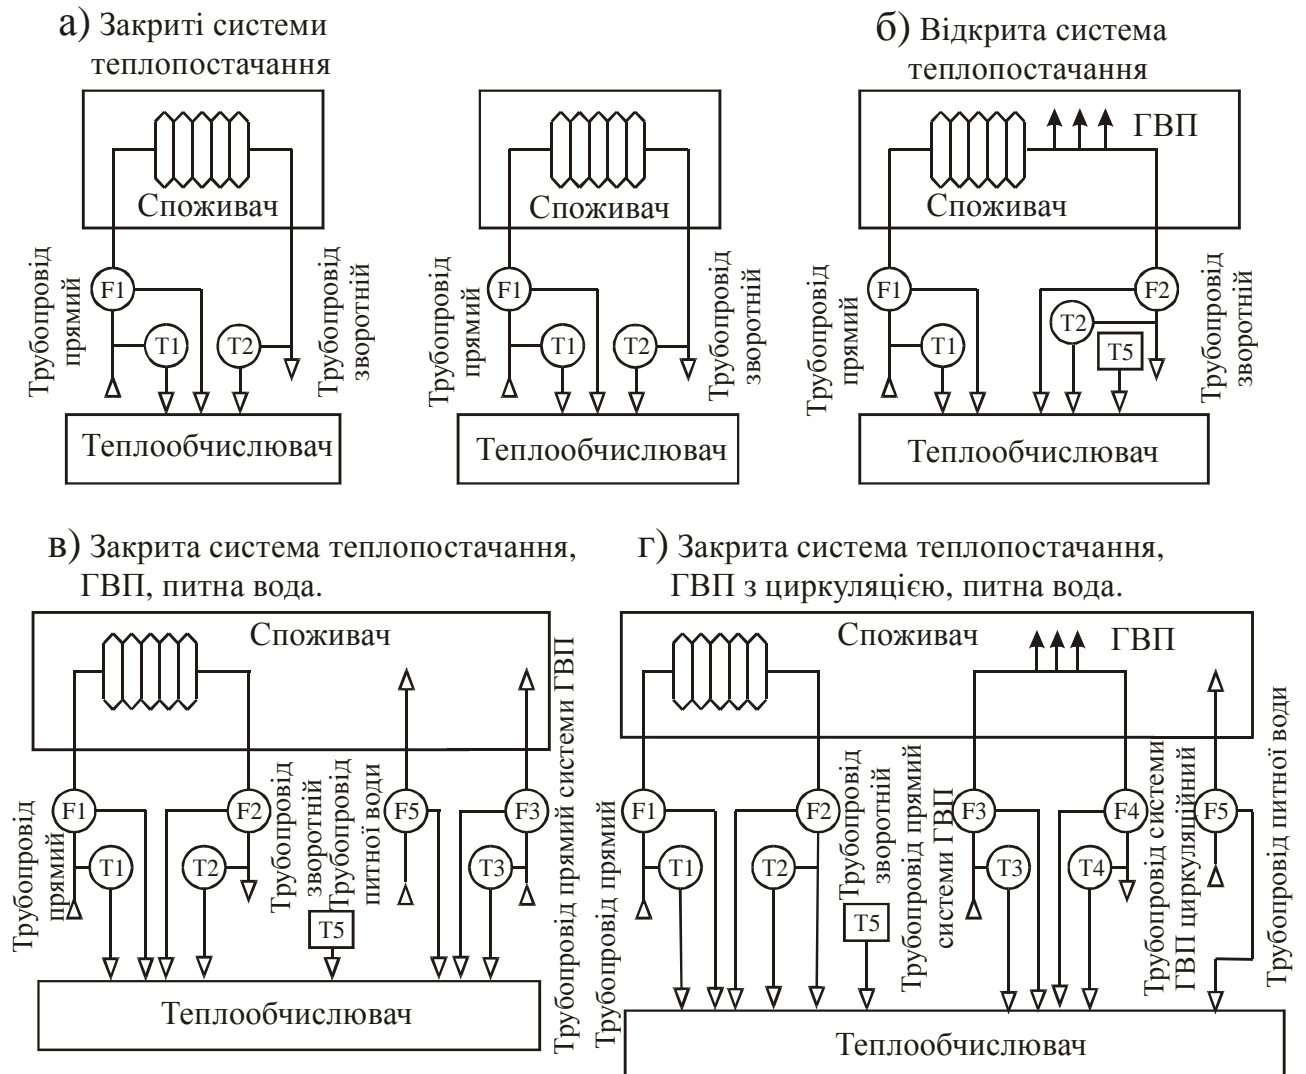 а) Закриті системи
теплопостачання
Споживач
Трубопровід
прямий
F1
T1
T2
Трубопровід
зворотній
Теплообчислювач
Споживач
Трубопровід
прямий
F1
T1
T2
Трубопровід
зворотній
Теплообчислювач
б) Відкрита система
теплопостачання
ГВП
Споживач
Трубопровід
прямий
F1
T1
F2
T2
T5
Трубопровід
зворотній
Теплообчислювач
в) Закрита система теплопостачання,
ГВП, питна вода.
Споживач
Трубопровід
прямий
F1
T1
F2
T2
Трубопровід
зворотній
T5
Трубопровід
питної води
F5
F3
T3
Трубопровід прямий системи ГВП
Теплообчислювач
г) Закрита система теплопостачання,
ГВП з циркуляцією, питна вода.
Споживач
ГВП
Трубопровід прямий
F1
T1
F2
T2
Трубопровід
зворотній
T5
Трубопровід прямий
системи ГВП
F3
T3
F4
T4
Трубопровід системи
ГВП циркуляційний
F5
Трубопровід питної води
Теплообчислювач